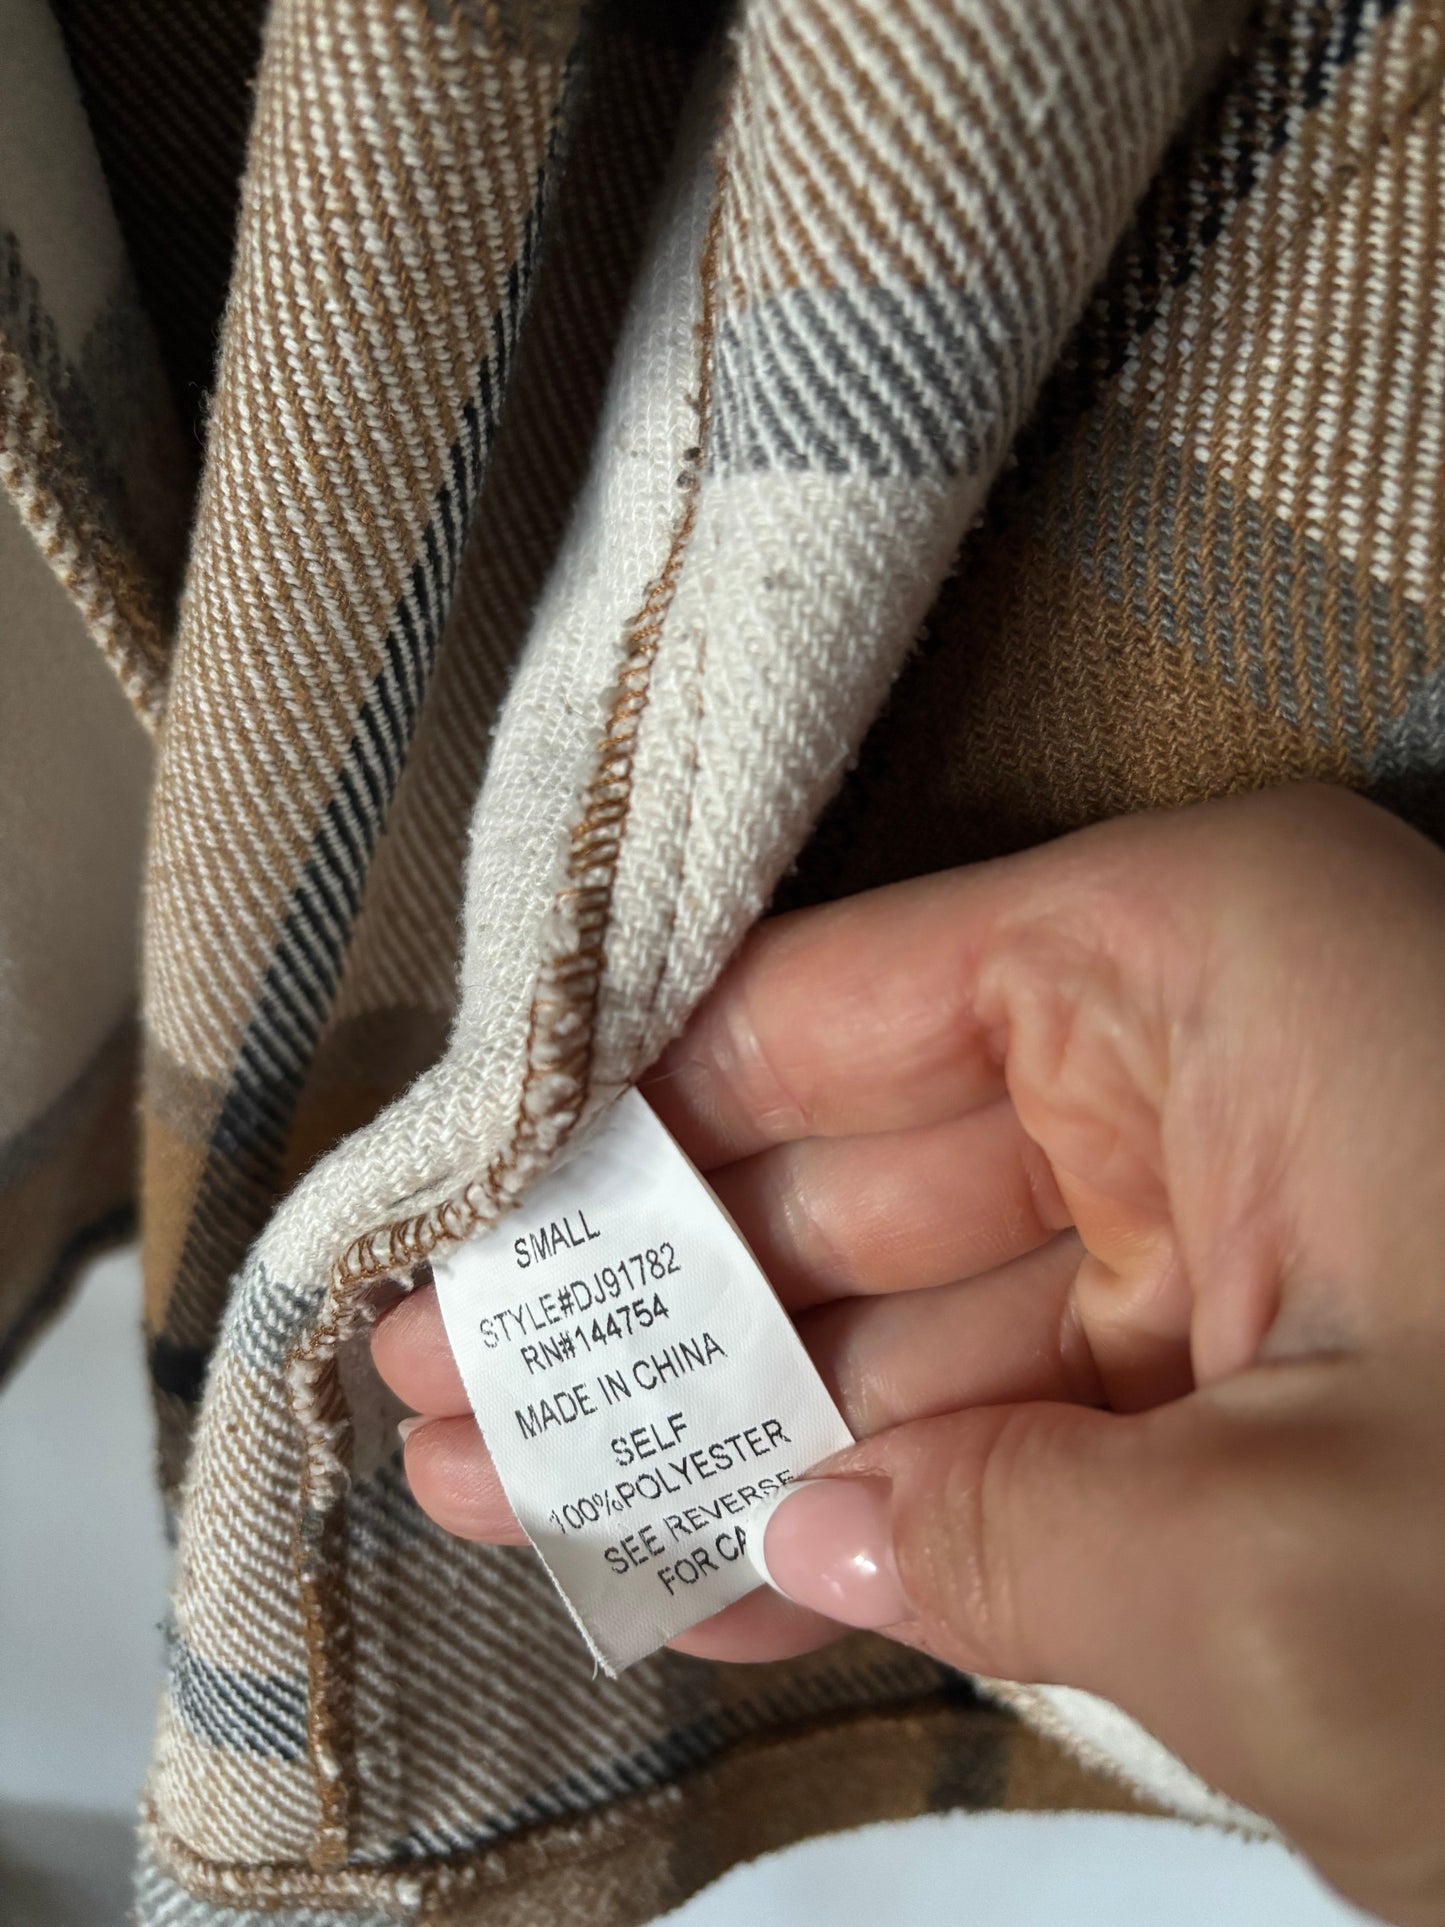 SMALL
STYLE#DJ91782
RN#144754
MADE IN CHINA
SELF
100%POLYESTER
SEE REVERSE
FOR